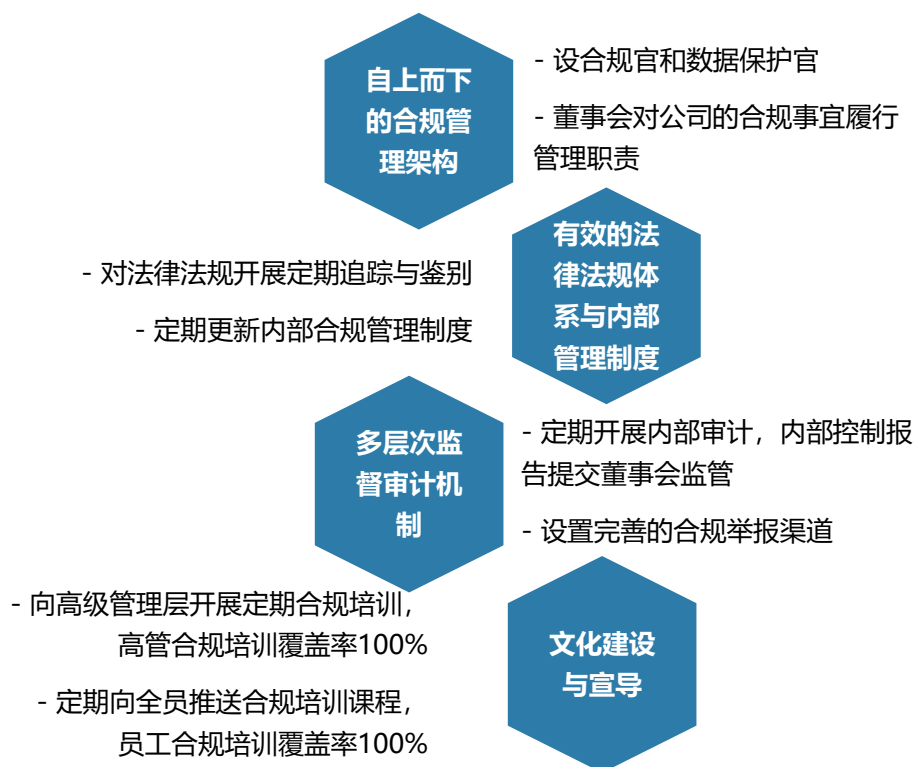 自上而下
的合规管
理架构
- 设合规官和数据保护官
- 董事会对公司的合规事宜履行
管理职责
有效的法
律法规体
系与内部
管理制度
- 对法律法规开展定期追踪与鉴别
- 定期更新内部合规管理制度
多层次监
督审计机
制
- 定期开展内部审计，内部控制报
告提交董事会监管
- 设置完善的合规举报渠道
文化建设
与宣导
- 向高级管理层开展定期合规培训，
高管合规培训覆盖率100%
- 定期向全员推送合规培训课程，
员工合规培训覆盖率100%